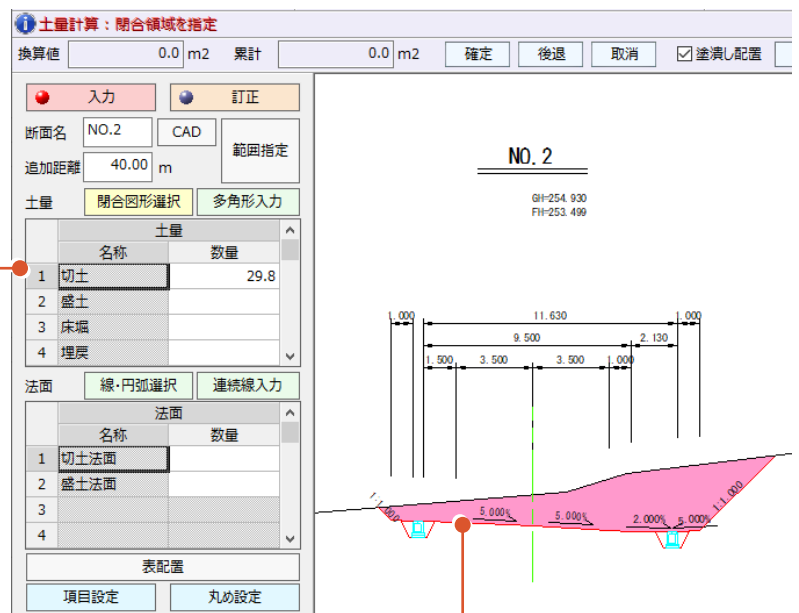 土量計算：閉合領域を指定
換算値 0.0 m2 累計 0.0 m2 確定 後退 取消 塗潰し配置
入力 訂正
断面名 NO.2 CAD 範囲指定
追加距離 40.00 m
土量 閉合図形選択 多角形入力
土量
名称 数量
1 切土 29.8
2 盛土
3 床堀
4 埋戻
法面 線・円弧選択 連続線入力
法面
名称 数量
1 切土法面
2 盛土法面
3
4
表配置
項目設定 丸め設定
NO.2
GH=254.930
FH=253.499
1.000 11.630 1.000
9.500 2.130
1.500 3.500 3.500 1.000
1:1.000 5.000% 5.000% 2.000% 5.000% 1:1.000